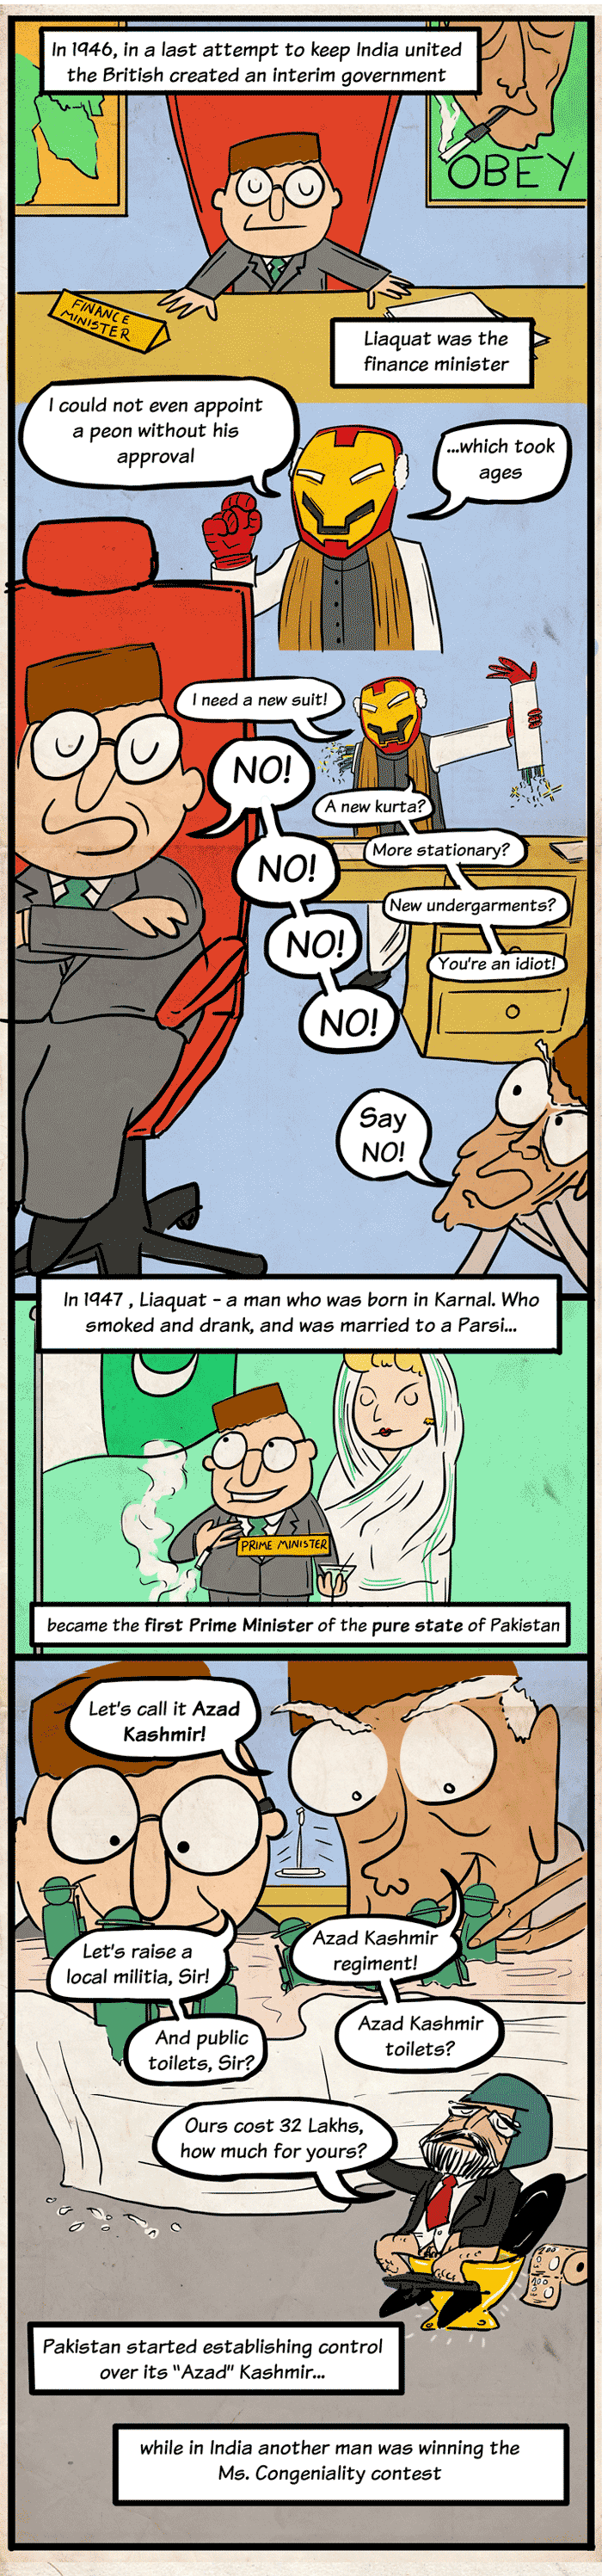 In 1946, in a last attempt to keep India united
the British created an interim government
OBEY
FINANCE
MINISTER
Liaquat was the
finance minister
I could not even appoint
a peon without his
approval
...which took
ages
I need a new suit!
NO!
A new kurta?
NO!
More stationary?
NO!
New undergarments?
NO!
You're an idiot!
Say
NO!
In 1947 , Liaquat - a man who was born in Karnal. Who
smoked and drank, and was married to a Parsi...
PRIME MINISTER
became the first Prime Minister of the pure state of Pakistan
Let's call it Azad
Kashmir!
Let's raise a
local militia, Sir!
Azad Kashmir
regiment!
And public
toilets, Sir?
Azad Kashmir
toilets?
Ours cost 32 Lakhs,
how much for yours?
Pakistan started establishing control
over its "Azad" Kashmir...
while in India another man was winning the
Ms. Congeniality contest